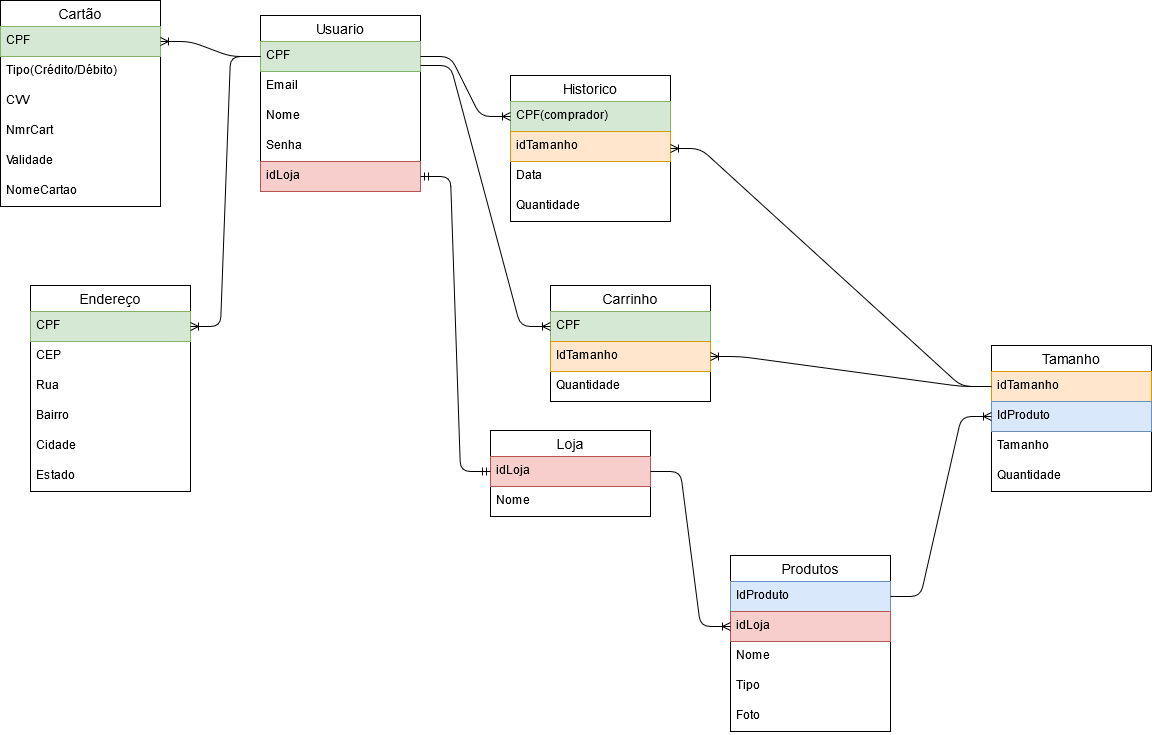 Cartão
CPF
Tipo(Crédito/Débito)
CVV
NmrCart
Validade
NomeCartao
Usuario
CPF
Email
Nome
Senha
idLoja
Historico
CPF(comprador)
idTamanho
Data
Quantidade
Endereço
CPF
CEP
Rua
Bairro
Cidade
Estado
Carrinho
CPF
IdTamanho
Quantidade
Tamanho
idTamanho
IdProduto
Tamanho
Quantidade
Loja
idLoja
Nome
Produtos
IdProduto
idLoja
Nome
Tipo
Foto